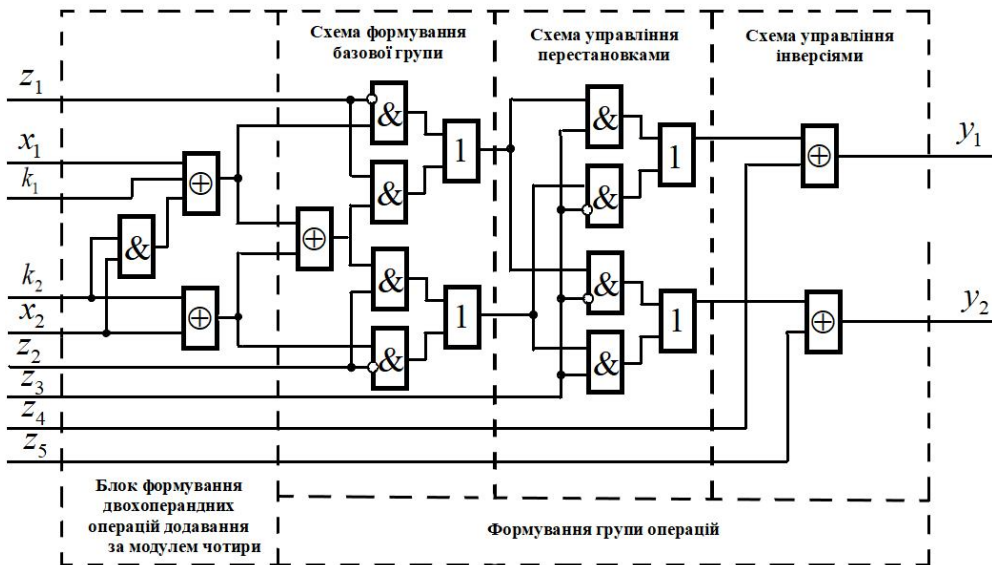 Схема формування
базової групи
Схема управління
перестановками
Схема управління
інверсіями
z₁
x₁
k₁
k₂
x₂
z₂
z₃
z₄
z₅
&
&
&
&
&
&
&
&
&
1
1
1
1
⊕
⊕
⊕
⊕
⊕
y₁
y₂
Блок формування
двохоперандних
операцій додавання
за модулем чотири
Формування групи операцій